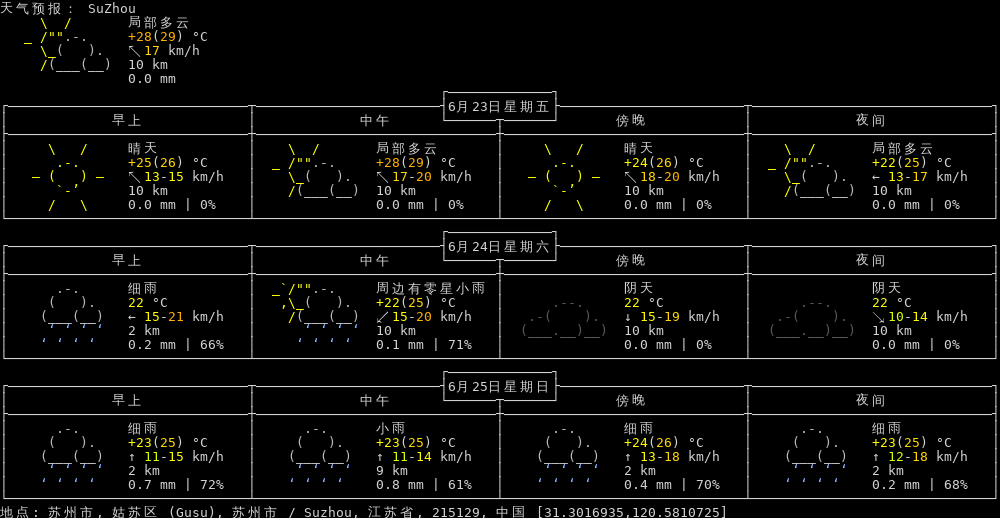 天气预报: SuZhou
局部多云
+28(29) °C
↖ 17 km/h
10 km
0.0 mm
6月23日星期五
早上 中午 傍晚 夜间
晴天 局部多云 晴天 局部多云
+25(26) °C +28(29) °C +24(26) °C +22(25) °C
↖ 13-15 km/h ↖ 17-20 km/h ↖ 18-20 km/h ← 13-17 km/h
10 km 10 km 10 km 10 km
0.0 mm | 0% 0.0 mm | 0% 0.0 mm | 0% 0.0 mm | 0%
6月24日星期六
早上 中午 傍晚 夜间
细雨 周边有零星小雨 阴天 阴天
22 °C +22(25) °C 22 °C 22 °C
← 15-21 km/h ↙ 15-20 km/h ↓ 15-19 km/h ↘ 10-14 km/h
2 km 10 km 10 km 10 km
0.2 mm | 66% 0.1 mm | 71% 0.0 mm | 0% 0.0 mm | 0%
6月25日星期日
早上 中午 傍晚 夜间
细雨 小雨 细雨 细雨
+23(25) °C +23(25) °C +24(26) °C +23(25) °C
↑ 11-15 km/h ↑ 11-14 km/h ↑ 13-18 km/h ↑ 12-18 km/h
2 km 9 km 2 km 2 km
0.7 mm | 72% 0.8 mm | 61% 0.4 mm | 70% 0.2 mm | 68%
地点: 苏州市, 姑苏区 (Gusu), 苏州市 / Suzhou, 江苏省, 215129, 中国 [31.3016935,120.5810725]